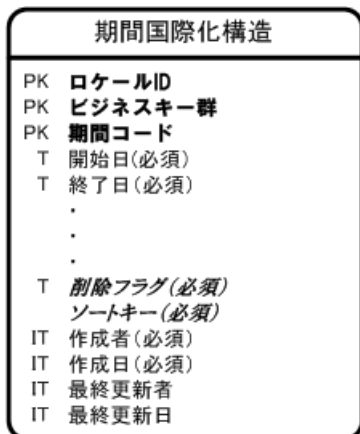 期間国際化構造
PK ロケールID
PK ビジネスキー群
PK 期間コード
T 開始日(必須)
T 終了日(必須)
・
・
・
T 削除フラグ(必須)
ソートキー(必須)
IT 作成者(必須)
IT 作成日(必須)
IT 最終更新者
IT 最終更新日